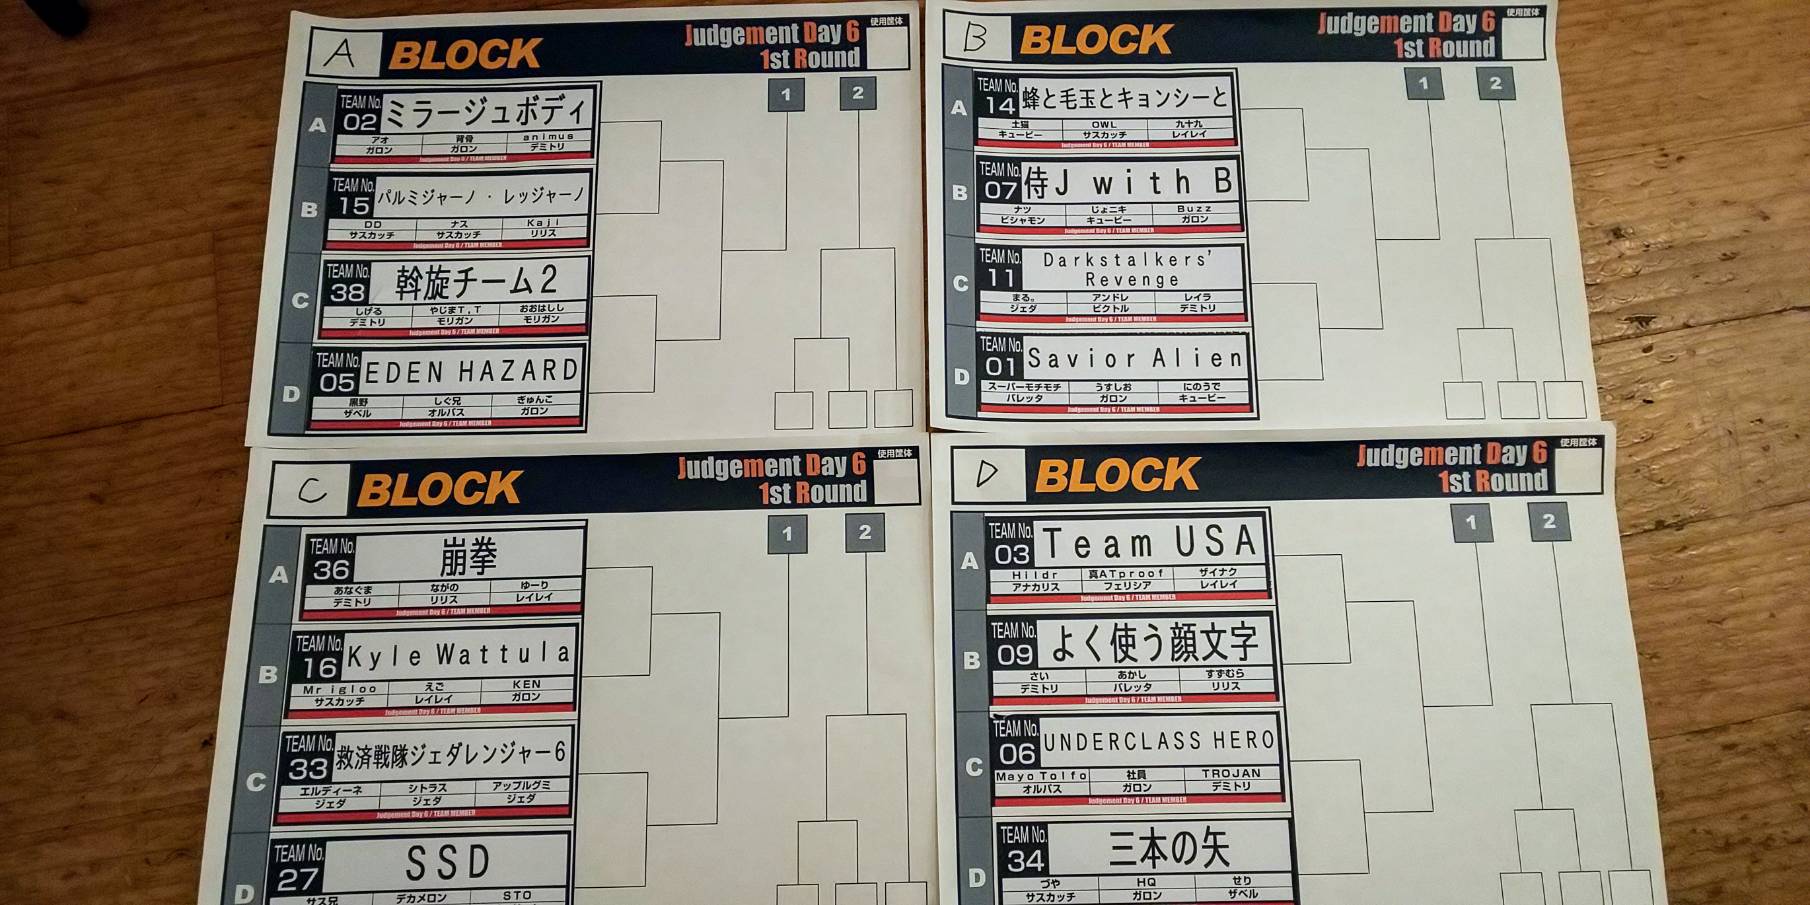 A BLOCK
Judgement Day 6
1st Round
使用筐体
1 2
A
TEAM No. 02 ミラージュボディ
アオ 背骨 animus
ガロン ガロン デミトリ
Judgement Day 6 / TEAM MEMBER
B
TEAM No. 15 パルミジャーノ・レッジャーノ
DD ナス Kaji
サスカッチ サスカッチ リリス
Judgement Day 6 / TEAM MEMBER
C
TEAM No. 38 斡旋チーム2
しげる やじまT.T おおはしし
デミトリ モリガン モリガン
Judgement Day 6 / TEAM MEMBER
D
TEAM No. 05 EDEN HAZARD
黒野 しぐ兄 ぎゅんこ
ザベル オルバス ガロン
Judgement Day 6 / TEAM MEMBER
B BLOCK
Judgement Day 6
1st Round
使用筐体
1 2
A
TEAM No. 14 蜂と毛玉とキョンシーと
土猫 OWL 九十九
キュービー サスカッチ レイレイ
Judgement Day 6 / TEAM MEMBER
B
TEAM No. 07 侍J with B
ナツ じょニキ Buzz
ビシャモン キュービー ガロン
Judgement Day 6 / TEAM MEMBER
C
TEAM No. 11 Darkstalkers'
Revenge
まる。 アンドレ レイラ
ジェダ ビクトル デミトリ
Judgement Day 6 / TEAM MEMBER
D
TEAM No. 01 Savior Alien
スーパーモチモチ うすしお にのうで
バレッタ ガロン キュービー
Judgement Day 6 / TEAM MEMBER
C BLOCK
Judgement Day 6
1st Round
使用筐体
1 2
A
TEAM No. 36 崩拳
あなぐま ながの ゆーり
デミトリ リリス レイレイ
Judgement Day 6 / TEAM MEMBER
B
TEAM No. 16 Kyle Wattula
Mr igloo えご KEN
サスカッチ レイレイ ガロン
Judgement Day 6 / TEAM MEMBER
C
TEAM No. 33 救済戦隊ジェダレンジャー6
エルディーネ シトラス アップルグミ
ジェダ ジェダ ジェダ
Judgement Day 6 / TEAM MEMBER
D
TEAM No. 27 SSD
サス兄 デカメロン STO
D BLOCK
Judgement Day 6
1st Round
使用筐体
1 2
A
TEAM No. 03 Team USA
Hildr 真ATproof ザイナク
アナカリス フェリシア レイレイ
Judgement Day 6 / TEAM MEMBER
B
TEAM No. 09 よく使う顔文字
さい あかし すずむら
デミトリ バレッタ リリス
Judgement Day 6 / TEAM MEMBER
C
TEAM No. 06 UNDERCLASS HERO
Mayo Tolfo 社員 TROJAN
オルバス ガロン デミトリ
Judgement Day 6 / TEAM MEMBER
D
TEAM No. 34 三本の矢
づや HQ せり
サスカッチ ガロン ザベル